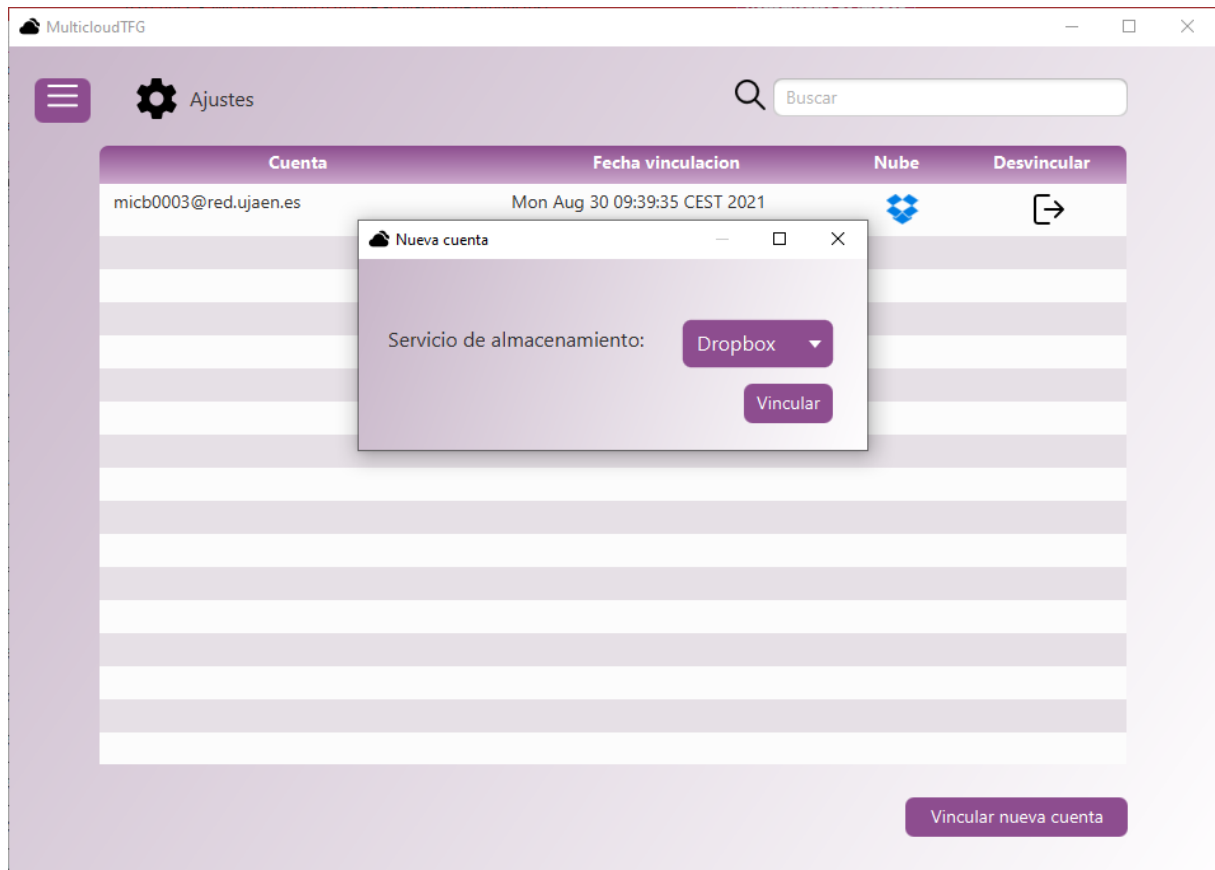 MulticloudTFG
Ajustes
Buscar
Cuenta Fecha vinculacion Nube Desvincular
micb0003@red.ujaen.es Mon Aug 30 09:39:35 CEST 2021
Nueva cuenta
Servicio de almacenamiento: Dropbox
Vincular
Vincular nueva cuenta